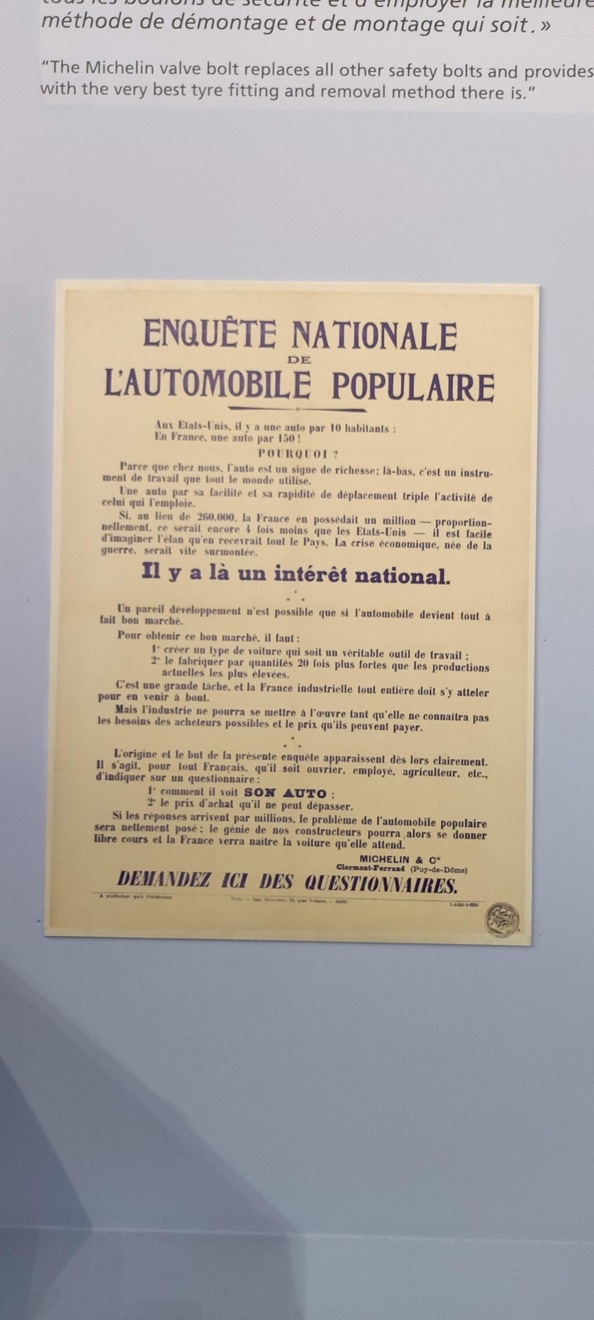 méthode de démontage et de montage qui soit. »
“The Michelin valve bolt replaces all other safety bolts and provides
with the very best tyre fitting and removal method there is.”
ENQUÊTE NATIONALE
DE
L'AUTOMOBILE POPULAIRE
Aux Etats-Unis, il y a une auto par 10 habitants :
En France, une auto par 150 !
POURQUOI ?
Parce que chez nous, l'auto est un signe de richesse; là-bas, c'est un instru-
ment de travail que tout le monde utilise.
Une auto par sa facilité et sa rapidité de déplacement triple l'activité de
celui qui l'emploie.
Si, au lieu de 260.000, la France en possédait un million — proportion-
nellement, ce serait encore 4 fois moins que les Etats-Unis — il est facile
d'imaginer l'élan qu'en recevrait tout le Pays. La crise économique, née de la
guerre, serait vite surmontée.
Il y a là un intérêt national.
Un pareil développement n'est possible que si l'automobile devient tout à
fait bon marché.
Pour obtenir ce bon marché, il faut :
1° créer un type de voiture qui soit un véritable outil de travail ;
2° le fabriquer par quantités 20 fois plus fortes que les productions
actuelles les plus élevées.
C'est une grande tâche, et la France industrielle tout entière doit s'y atteler
pour en venir à bout.
Mais l'industrie ne pourra se mettre à l'œuvre tant qu'elle ne connaitra pas
les besoins des acheteurs possibles et le prix qu'ils peuvent payer.
L'origine et le but de la présente enquête apparaissent dès lors clairement.
Il s'agit, pour tout Français, qu'il soit ouvrier, employé, agriculteur, etc.,
d'indiquer sur un questionnaire :
1° comment il voit SON AUTO ;
2° le prix d'achat qu'il ne peut dépasser.
Si les réponses arrivent par millions, le problème de l'automobile populaire
sera nettement posé ; le génie de nos constructeurs pourra alors se donner
libre cours et la France verra naitre la voiture qu'elle attend.
MICHELIN & Cie
Clermont-Ferrand (Puy-de-Dôme)
DEMANDEZ ICI DES QUESTIONNAIRES.